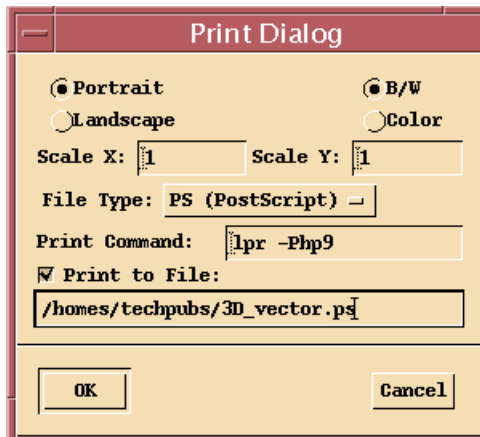 Print Dialog
Portrait B/W
Landscape Color
Scale X: 1 Scale Y: 1
File Type: PS (PostScript)
Print Command: lpr -Php9
Print to File:
/homes/techpubs/3D_vector.ps
OK Cancel